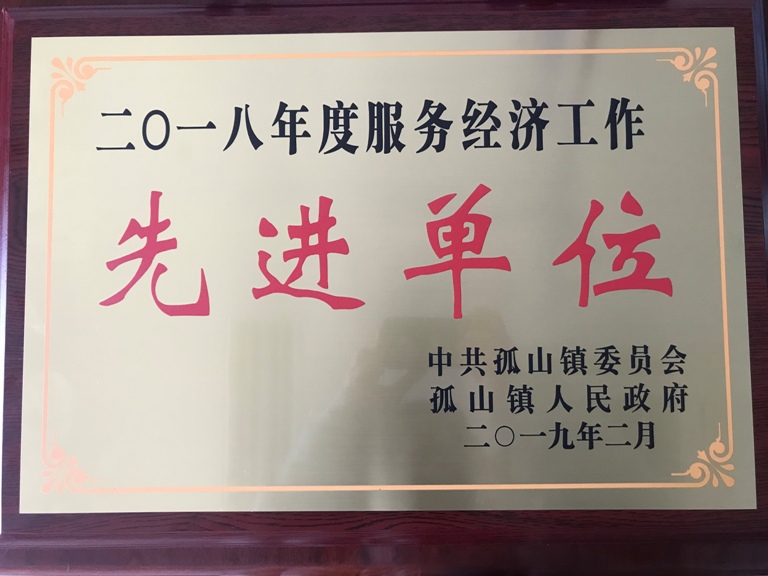 二〇一八年度服务经济工作
先进单位
中共孤山镇委员会
孤山镇人民政府
二〇一九年二月